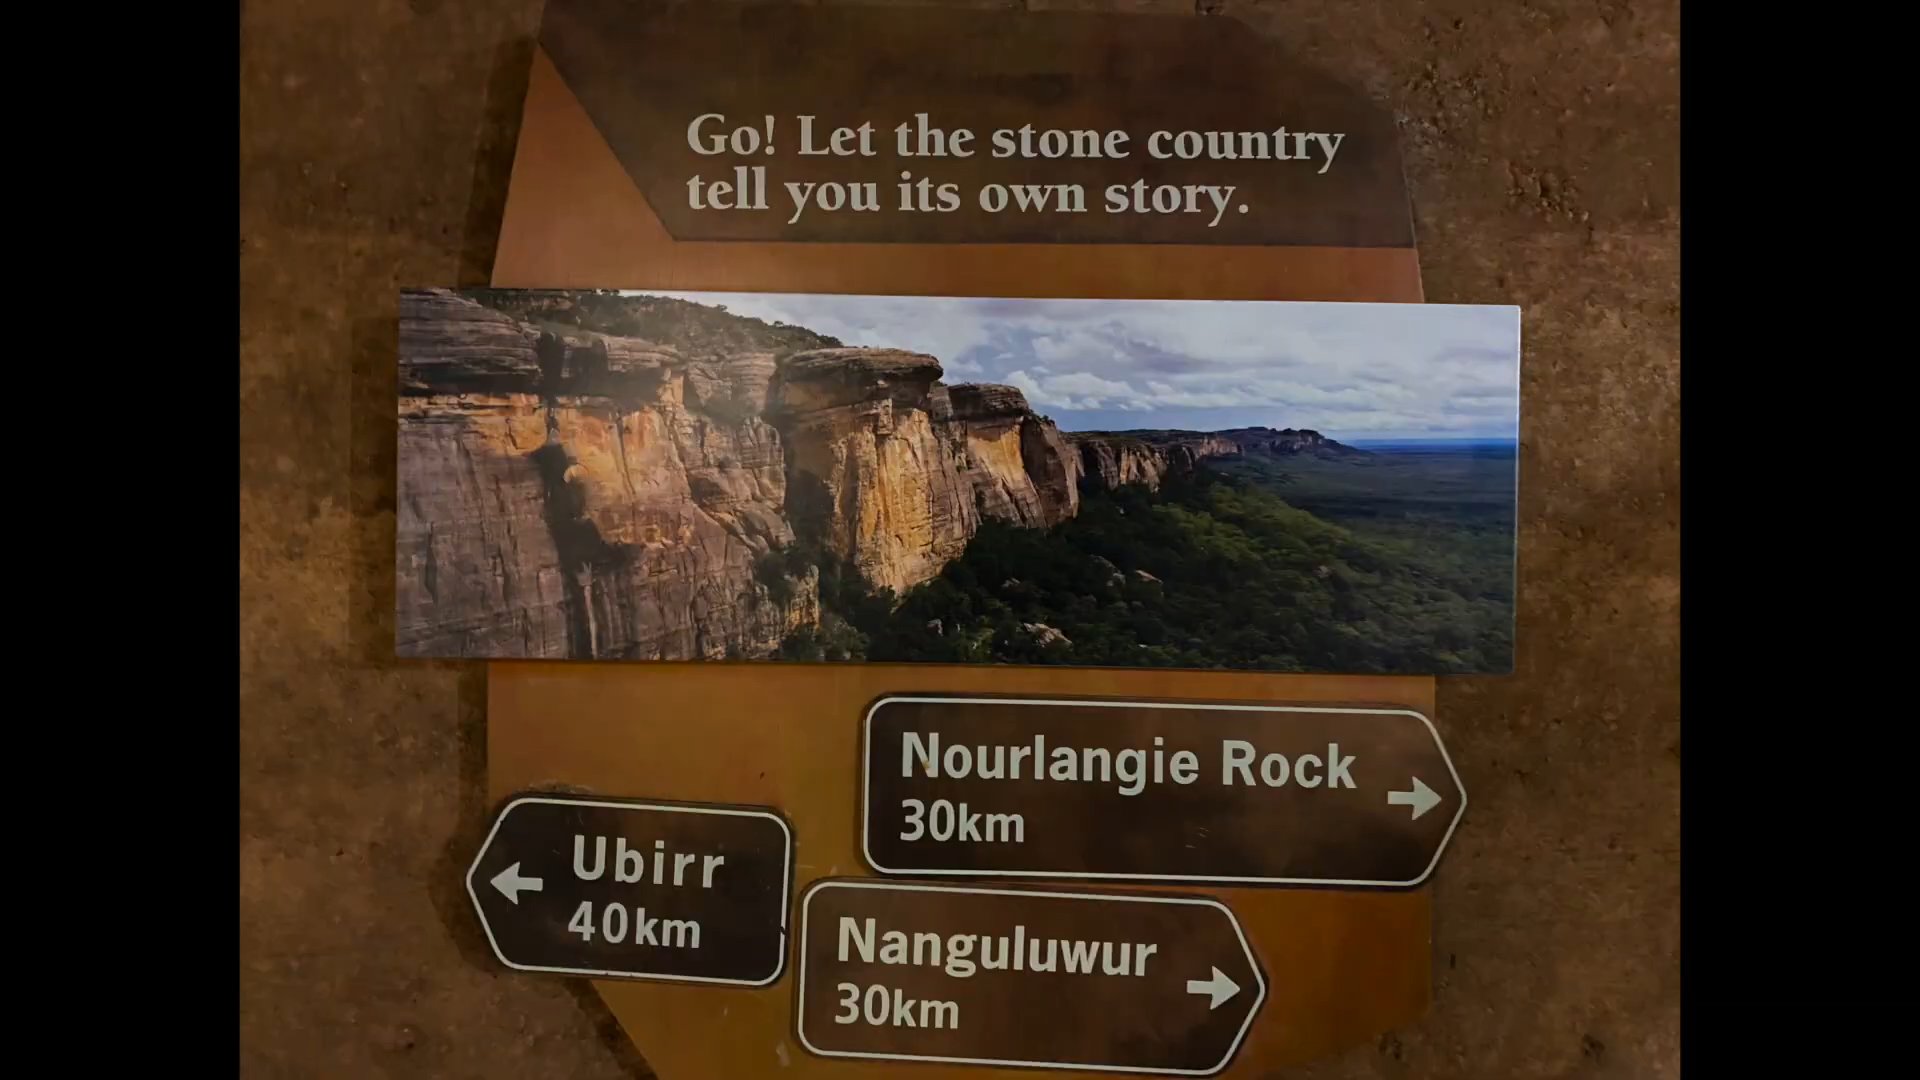 Go! Let the stone country
tell you its own story.
Nourlangie Rock
30km
Ubirr
40km
Nanguluwur
30km